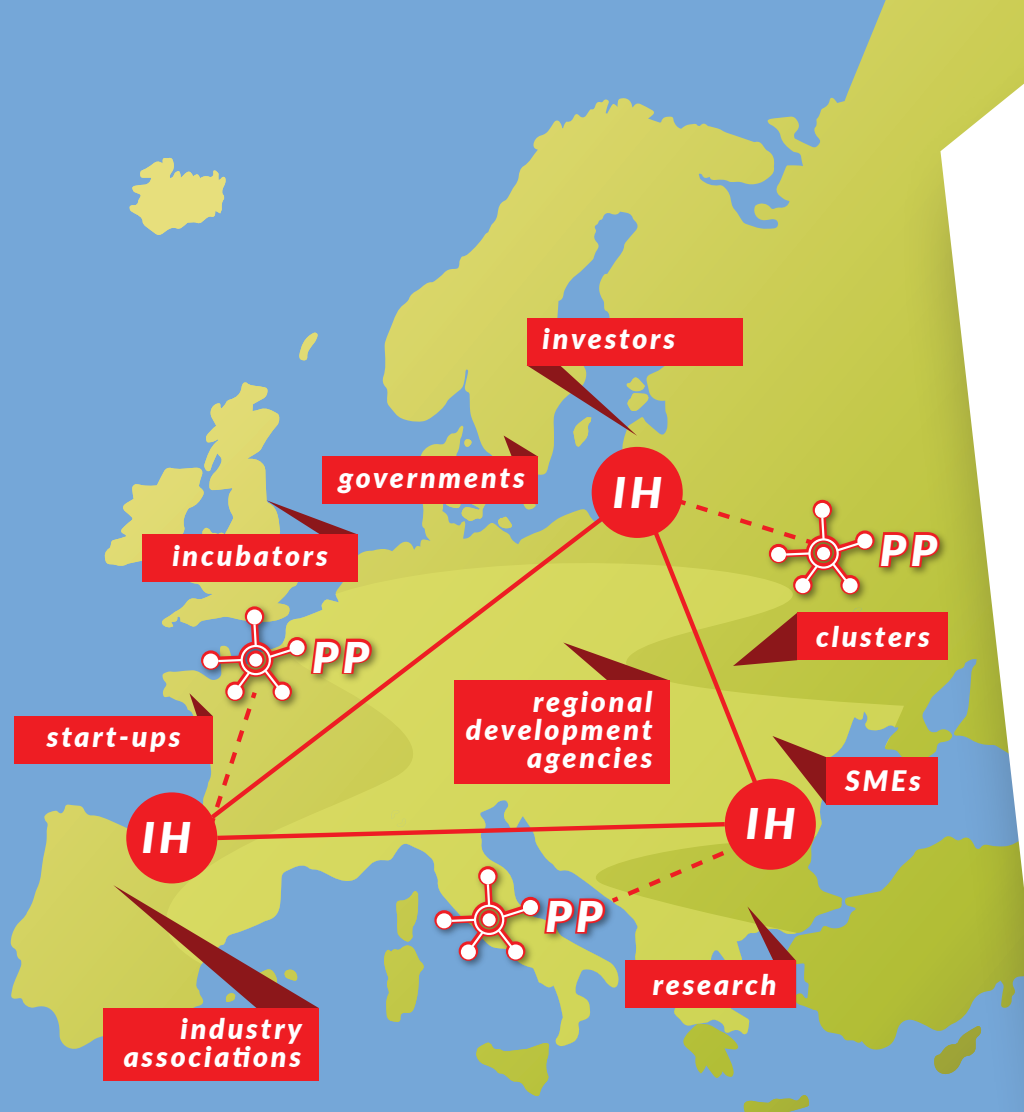 investors
governments
IH
incubators
PP
clusters
PP
regional
development
agencies
start-ups
SMEs
IH
IH
PP
research
industry
associations